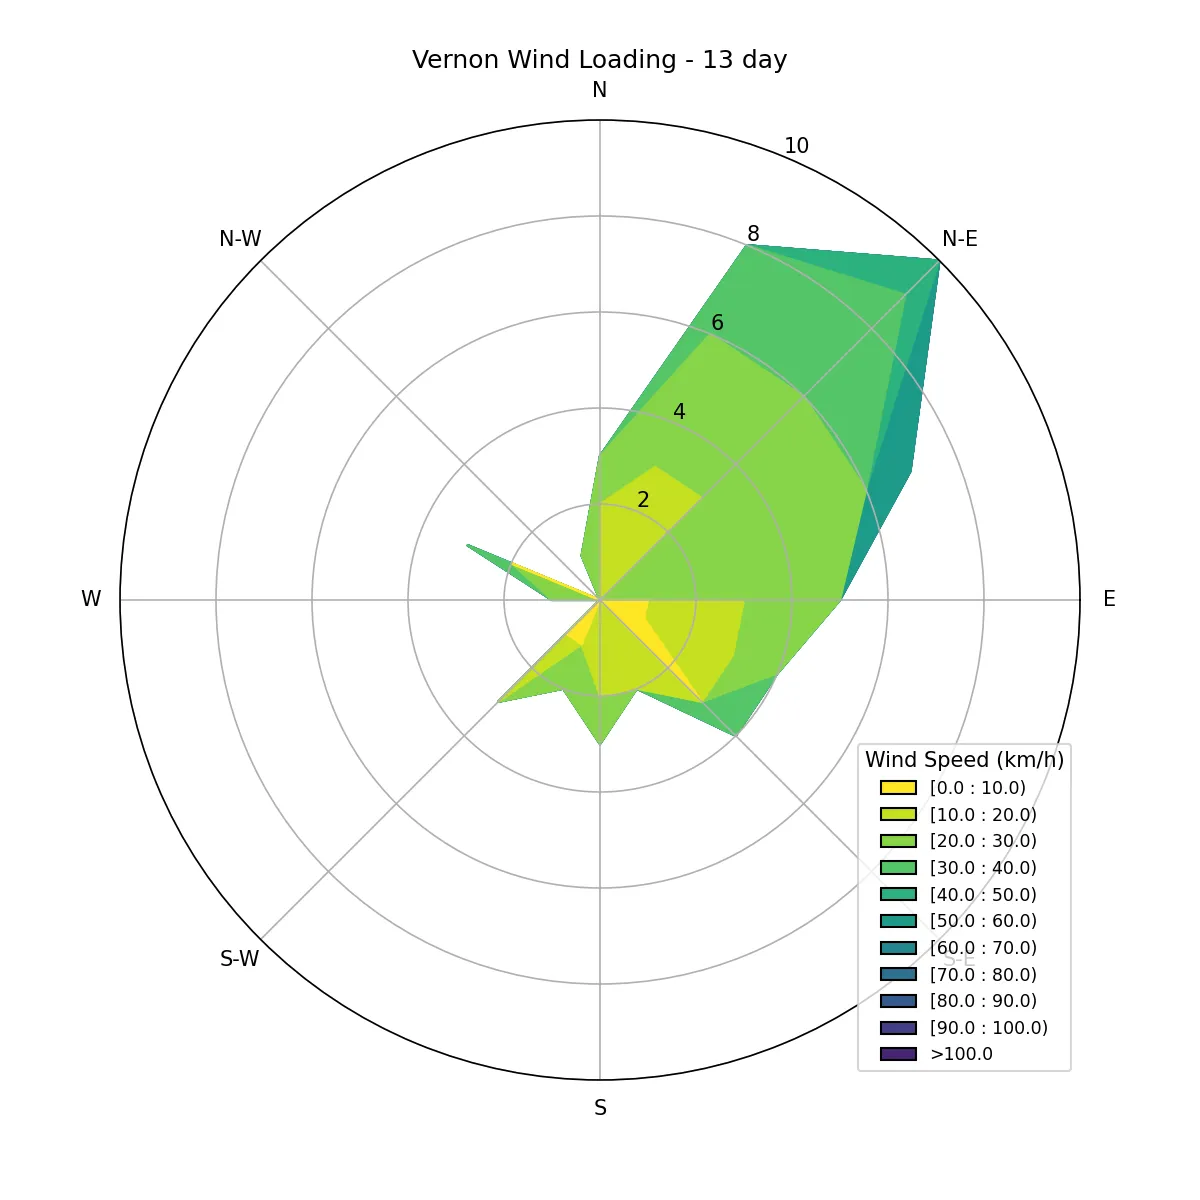 Vernon Wind Loading - 13 day
N
10
N-W
8
N-E
6
4
2
W
E
Wind Speed (km/h)
[0.0 : 10.0)
[10.0 : 20.0)
[20.0 : 30.0)
[30.0 : 40.0)
[40.0 : 50.0)
[50.0 : 60.0)
[60.0 : 70.0)
S-W
S-E
[70.0 : 80.0)
[80.0 : 90.0)
[90.0 : 100.0)
>100.0
S